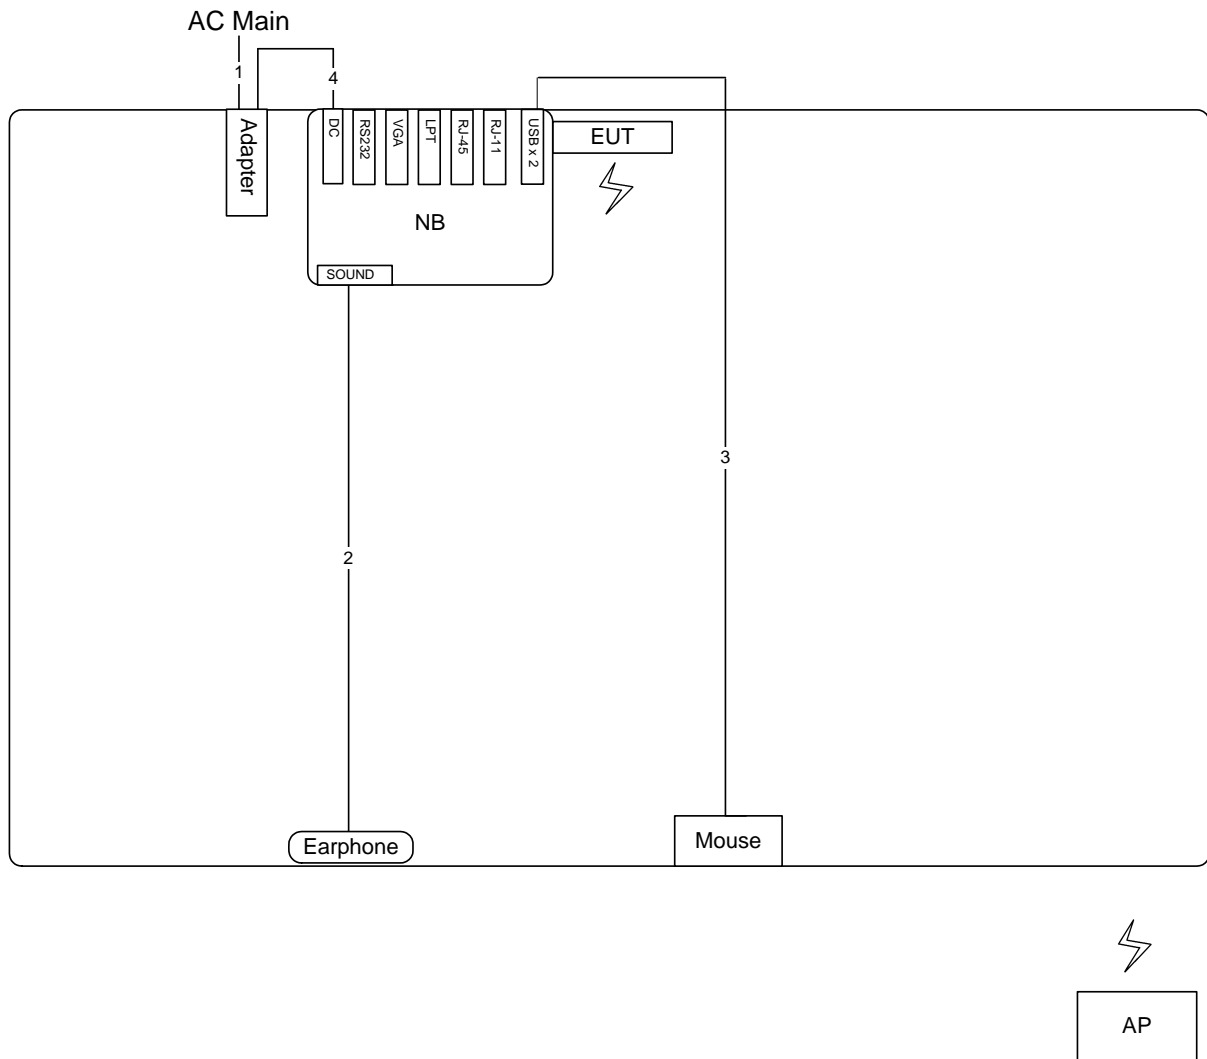 AC Main
1
4
Adapter
DC
RS232
VGA
LPT
RJ-45
RJ-11
USB x 2
EUT
NB
SOUND
3
2
Earphone
Mouse
AP